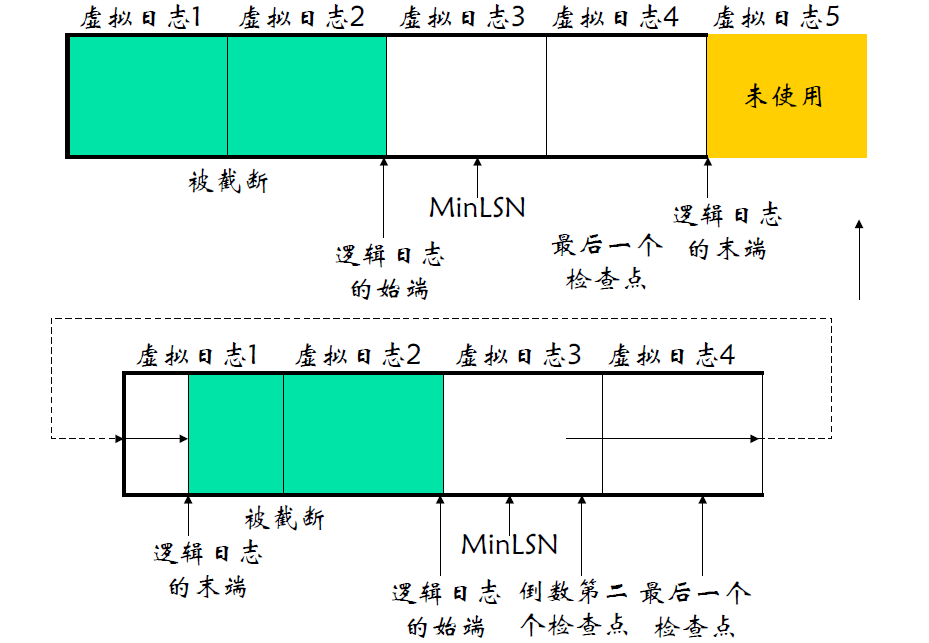 虚拟日志1 虚拟日志2 虚拟日志3 虚拟日志4 虚拟日志5
未使用
被截断
MinLSN
逻辑日志
的始端
最后一个
检查点
逻辑日志
的末端
虚拟日志1 虚拟日志2 虚拟日志3 虚拟日志4
被截断
MinLSN
逻辑日志
的末端
逻辑日志
的始端
倒数第二
个检查点
最后一个
检查点